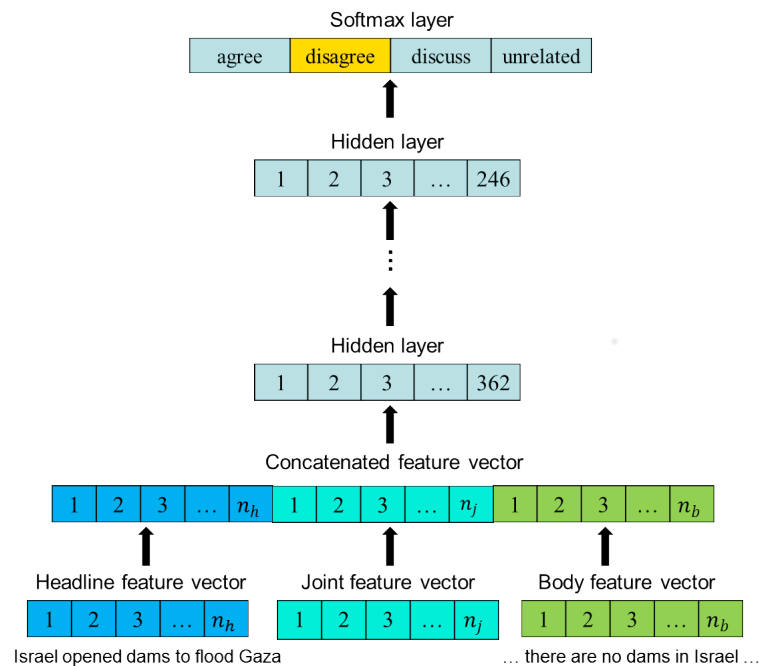 Softmax layer
agree disagree discuss unrelated
Hidden layer
1 2 3 … 246
⋮
Hidden layer
1 2 3 … 362
Concatenated feature vector
1 2 3 … n_h 1 2 3 … n_j 1 2 3 … n_b
Headline feature vector Joint feature vector Body feature vector
1 2 3 … n_h 1 2 3 … n_j 1 2 3 … n_b
Israel opened dams to flood Gaza … there are no dams in Israel …